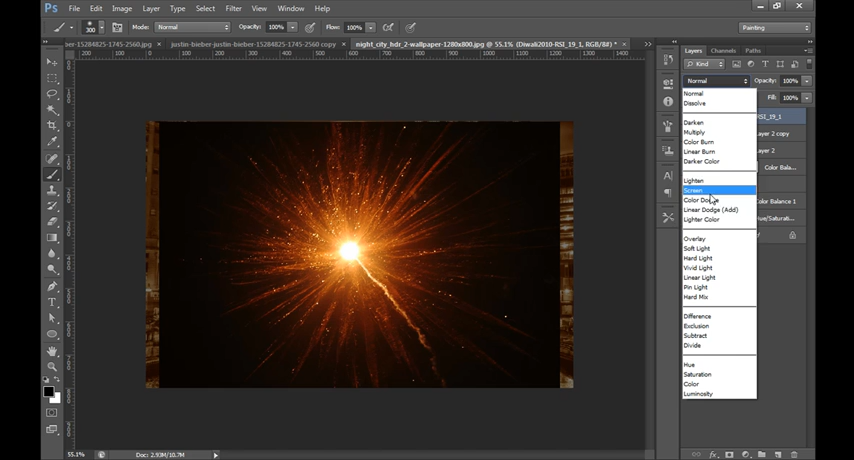 Ps File Edit Image Layer Type Select Filter View Window Help
300 Mode: Normal Opacity: 100% Flow: 100% Painting
ber-15284825-1745-2560.jpg × justin-bieber-justin-bieber-15284825-1745-2560 copy × night_city_hdr_2-wallpaper-1280x800.jpg @ 55.1% (Diwali2010-RSI_19_1, RGB/8#) * ×
Layers Channels Paths
Kind
Normal Opacity: 100%
Fill: 100%
Normal
Dissolve
Darken
Multiply
Color Burn
Linear Burn
Darker Color
Lighten
Screen
Color Dodge
Linear Dodge (Add)
Lighter Color
Overlay
Soft Light
Hard Light
Vivid Light
Linear Light
Pin Light
Hard Mix
Difference
Exclusion
Subtract
Divide
Hue
Saturation
Color
Luminosity
RSI_19_1
ayer 2 copy
ayer 2
Color Bala...
Color Balance 1
Hue/Saturati...
55.1% Doc: 2.93M/10.7M